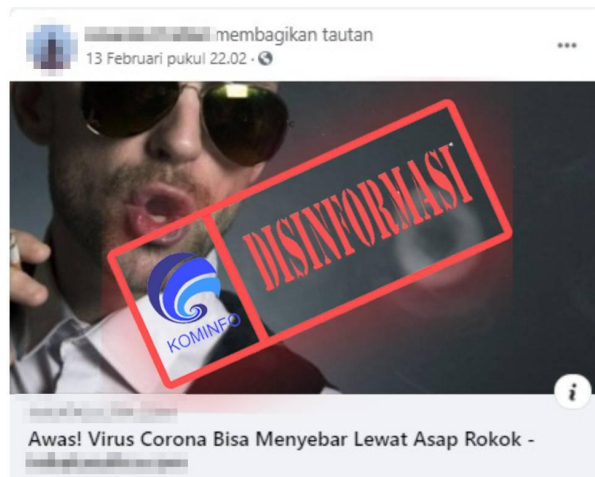 membagikan tautan
13 Februari pukul 22.02 ·
DISINFORMASI
KOMINFO
i
Awas! Virus Corona Bisa Menyebar Lewat Asap Rokok -